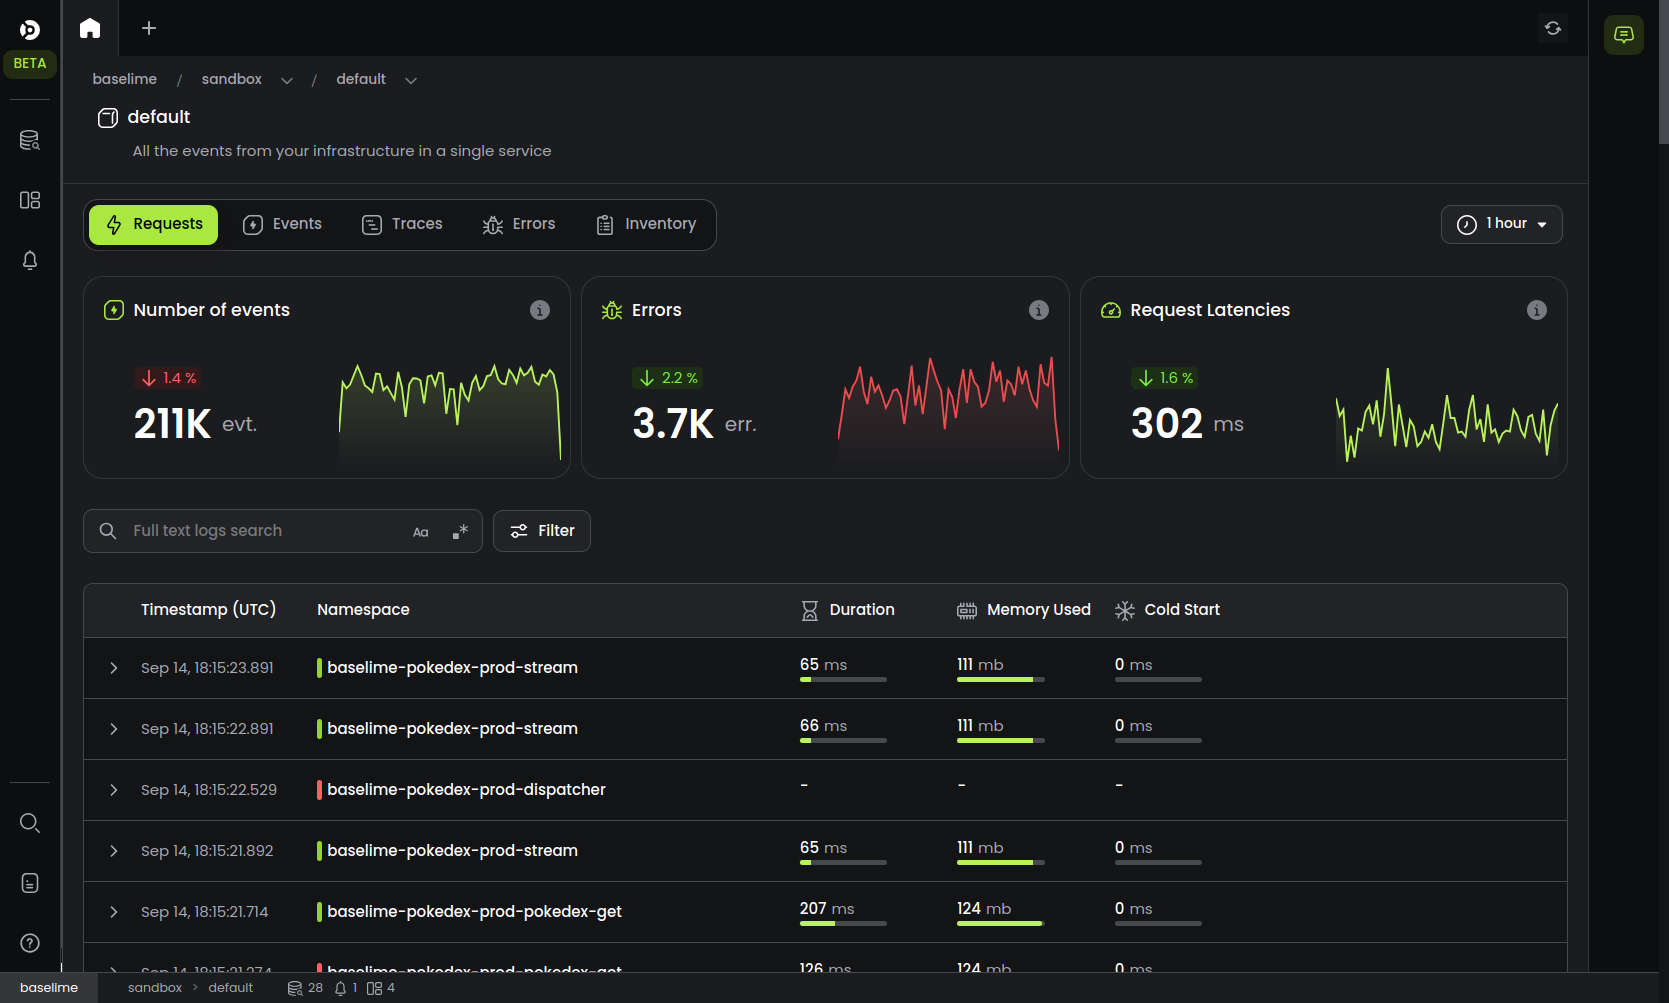 BETA
baselime / sandbox / default
default
All the events from your infrastructure in a single service
Requests Events Traces Errors Inventory 1 hour
Number of events Errors Request Latencies
1.4 % 2.2 % 1.6 %
211K evt. 3.7K err. 302 ms
Full text logs search Aa .* Filter
Timestamp (UTC) Namespace Duration Memory Used Cold Start
Sep 14, 18:15:23.891 baselime-pokedex-prod-stream 65 ms 111 mb 0 ms
Sep 14, 18:15:22.891 baselime-pokedex-prod-stream 66 ms 111 mb 0 ms
Sep 14, 18:15:22.529 baselime-pokedex-prod-dispatcher - - -
Sep 14, 18:15:21.892 baselime-pokedex-prod-stream 65 ms 111 mb 0 ms
Sep 14, 18:15:21.714 baselime-pokedex-prod-pokedex-get 207 ms 124 mb 0 ms
Sep 14, 18:15:21.274 baselime-pokedex-prod-pokedex-get 126 ms 124 mb 0 ms
baselime sandbox > default 28 1 4